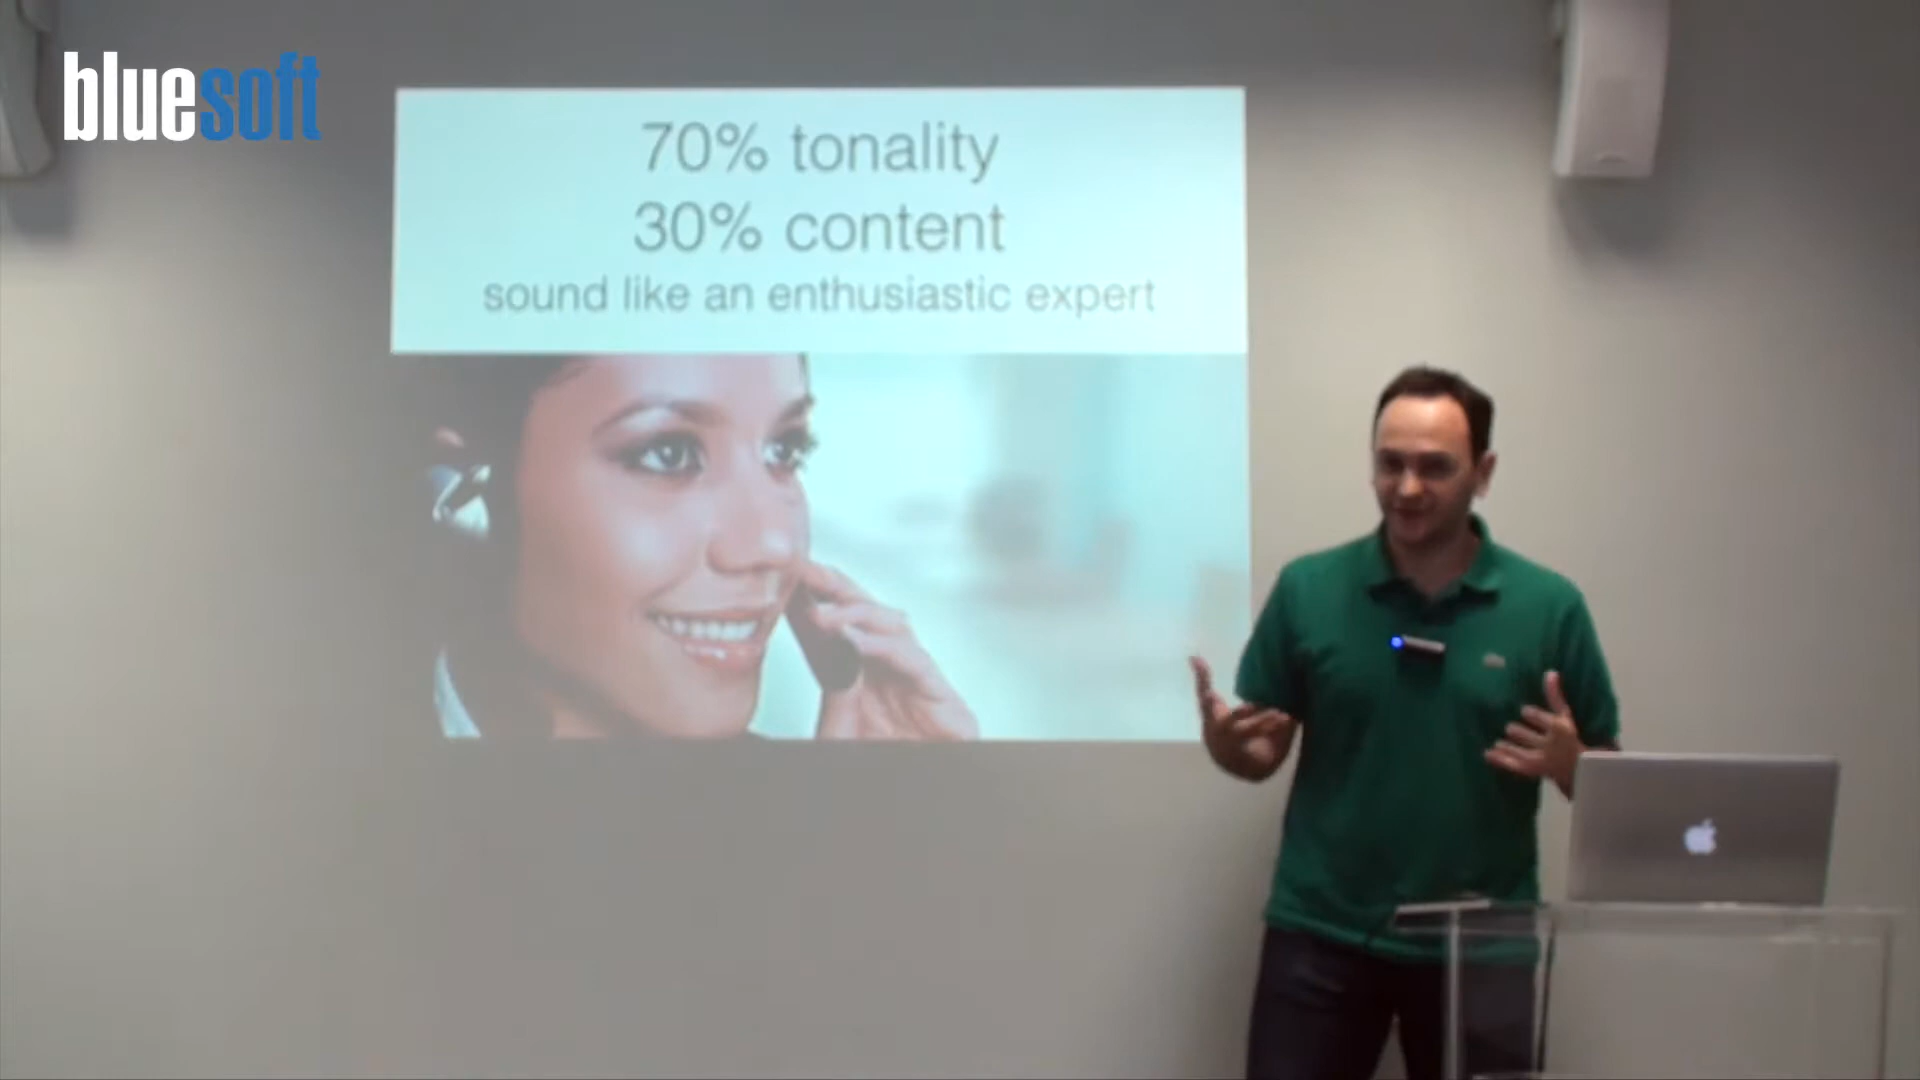 bluesoft
70% tonality
30% content
sound like an enthusiastic expert